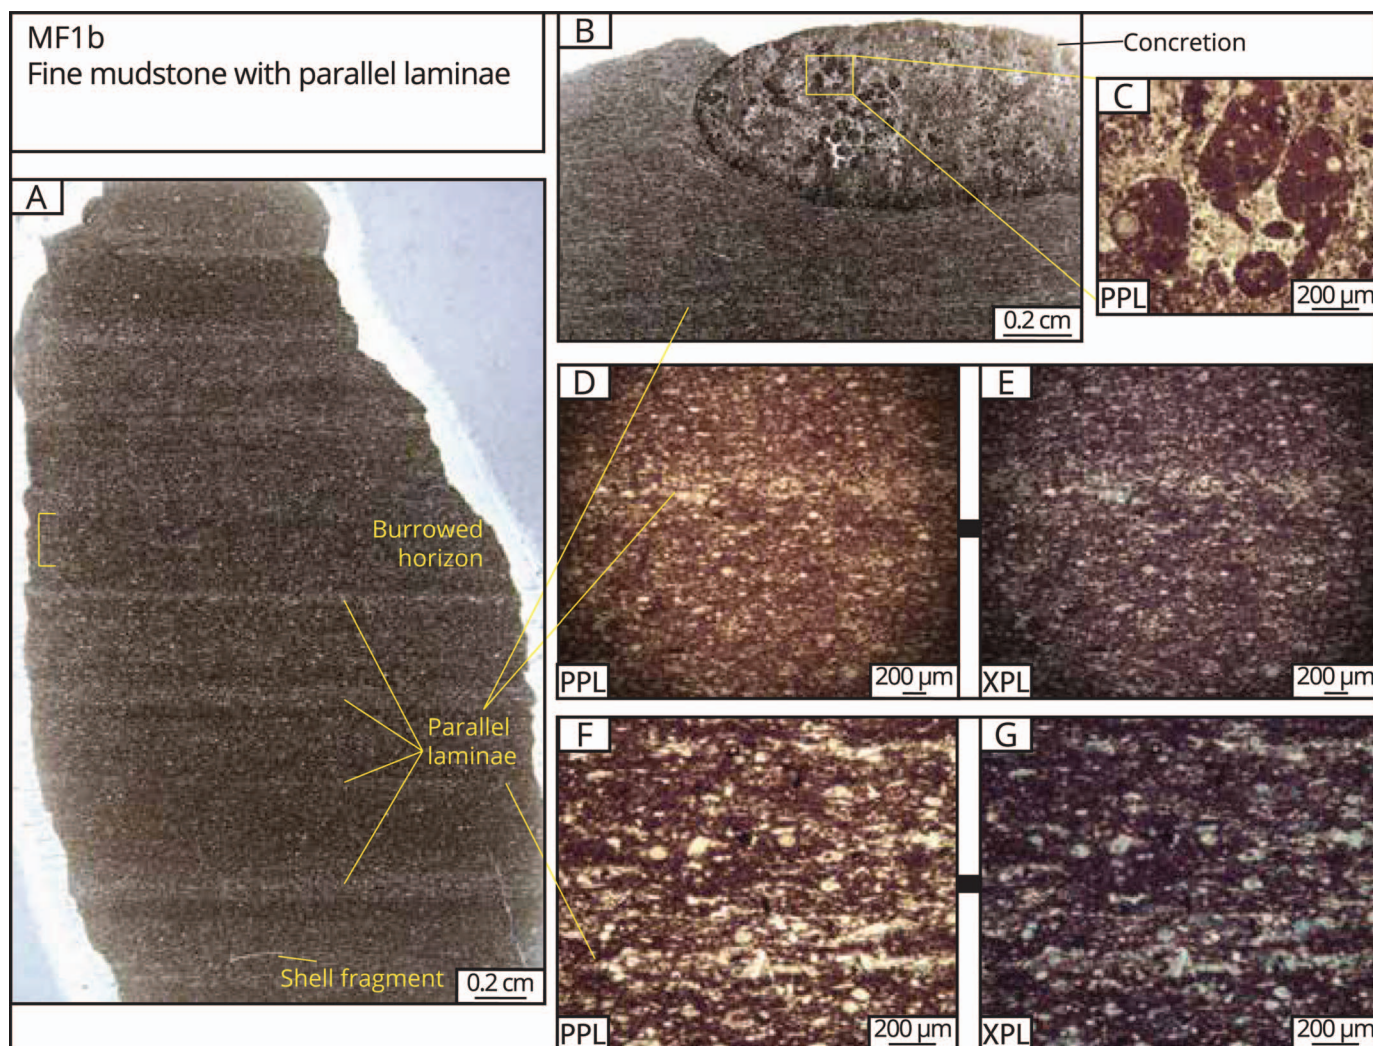 MF1b
Fine mudstone with parallel laminae
A
Burrowed
horizon
Parallel
laminae
Shell fragment
0.2 cm
B
Concretion
0.2 cm
C
PPL
200 µm
D
PPL
200 µm
E
XPL
200 µm
F
PPL
200 µm
G
XPL
200 µm